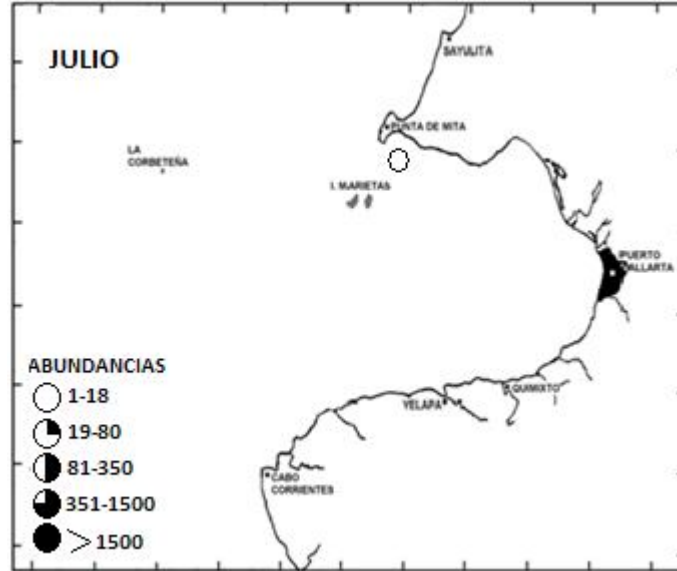 JULIO
SAYULITA
PUNTA DE MITA
LA
CORBETEÑA
I. MARIETAS
PUERTO
VALLARTA
ABUNDANCIAS
1-18
19-80
81-350
351-1500
>1500
QUIMIXTO
YELAPA
CABO
CORRIENTES